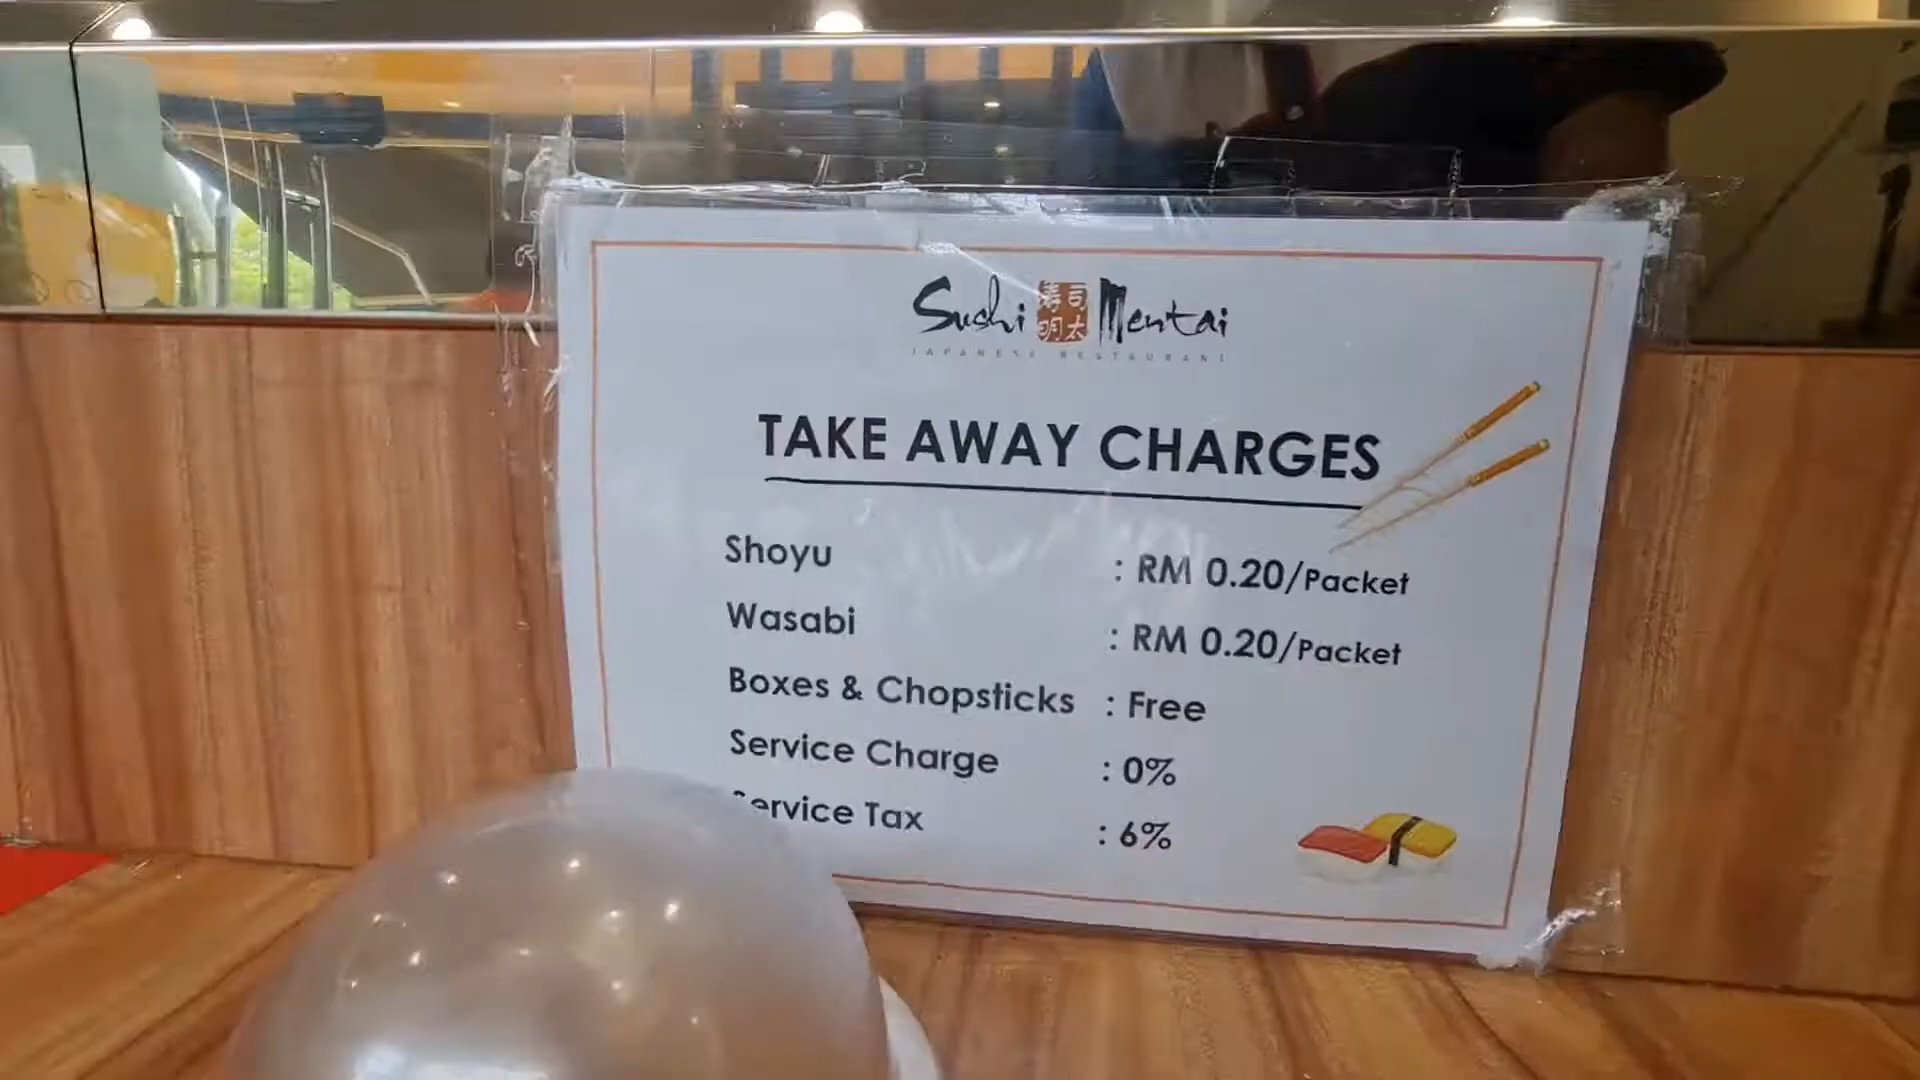 Sushi 寿司 明太 Mentai
JAPANESE RESTAURANT
TAKE AWAY CHARGES
Shoyu : RM 0.20/Packet
Wasabi : RM 0.20/Packet
Boxes & Chopsticks : Free
Service Charge : 0%
Service Tax : 6%